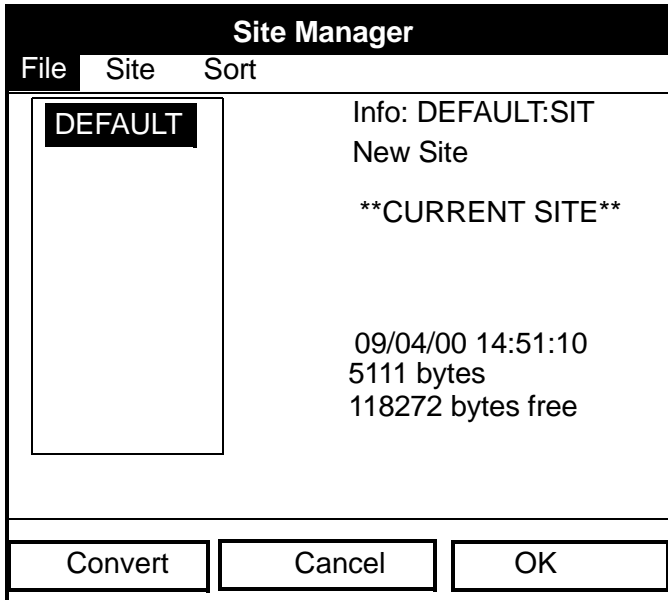 Site Manager
File Site Sort
DEFAULT
Info: DEFAULT:SIT
New Site
**CURRENT SITE**
09/04/00 14:51:10
5111 bytes
118272 bytes free
Convert Cancel OK